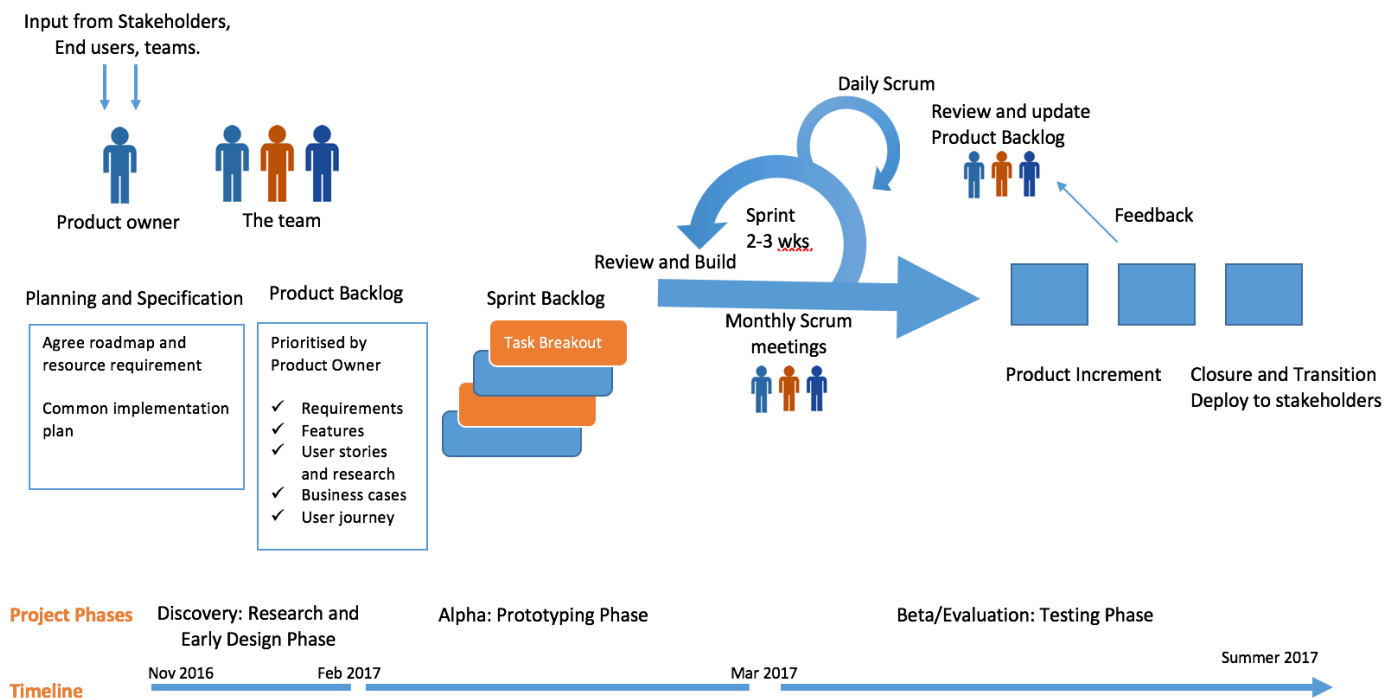 Input from Stakeholders,
End users, teams.
Product owner
The team
Daily Scrum
Review and update
Product Backlog
Sprint
2-3 wks
Feedback
Review and Build
Planning and Specification
Agree roadmap and
resource requirement
Common implementation
plan
Product Backlog
Prioritised by
Product Owner
✓ Requirements
✓ Features
✓ User stories
and research
✓ Business cases
✓ User journey
Sprint Backlog
Task Breakout
Monthly Scrum
meetings
Product Increment
Closure and Transition
Deploy to stakeholders
Project Phases
Discovery: Research and
Early Design Phase
Alpha: Prototyping Phase
Beta/Evaluation: Testing Phase
Timeline
Nov 2016
Feb 2017
Mar 2017
Summer 2017